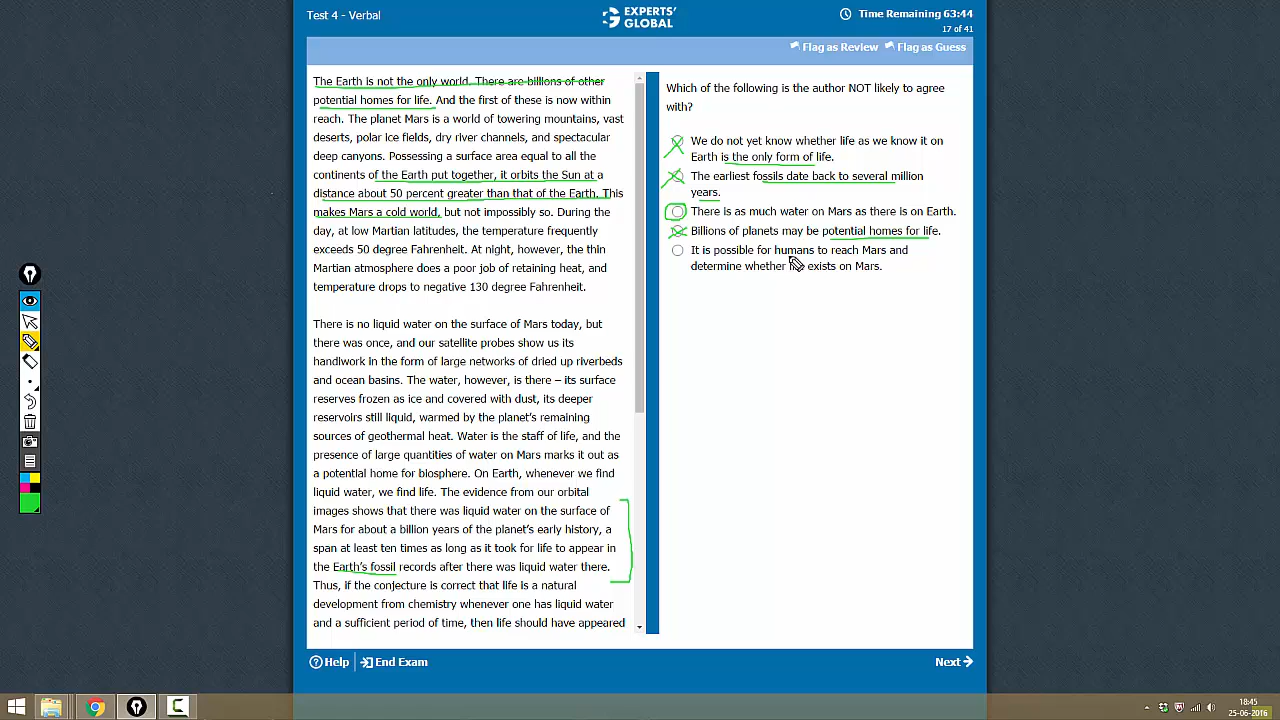 Test 4 - Verbal
EXPERTS'
GLOBAL
Time Remaining 63:44
17 of 41
Flag as Review
Flag as Guess
The Earth is not the only world. There are billions of other
potential homes for life. And the first of these is now within
reach. The planet Mars is a world of towering mountains, vast
deserts, polar ice fields, dry river channels, and spectacular
deep canyons. Possessing a surface area equal to all the
continents of the Earth put together, it orbits the Sun at a
distance about 50 percent greater than that of the Earth. This
makes Mars a cold world, but not impossibly so. During the
day, at low Martian latitudes, the temperature frequently
exceeds 50 degree Fahrenheit. At night, however, the thin
Martian atmosphere does a poor job of retaining heat, and
temperature drops to negative 130 degree Fahrenheit.
There is no liquid water on the surface of Mars today, but
there was once, and our satellite probes show us its
handiwork in the form of large networks of dried up riverbeds
and ocean basins. The water, however, is there – its surface
reserves frozen as ice and covered with dust, its deeper
reservoirs still liquid, warmed by the planet's remaining
sources of geothermal heat. Water is the staff of life, and the
presence of large quantities of water on Mars marks it out as
a potential home for blosphere. On Earth, whenever we find
liquid water, we find life. The evidence from our orbital
images shows that there was liquid water on the surface of
Mars for about a billion years of the planet's early history, a
span at least ten times as long as it took for life to appear in
the Earth's fossil records after there was liquid water there.
Thus, if the conjecture is correct that life is a natural
development from chemistry whenever one has liquid water
and a sufficient period of time, then life should have appeared
Which of the following is the author NOT likely to agree
with?
We do not yet know whether life as we know it on
Earth is the only form of life.
The earliest fossils date back to several million
years.
There is as much water on Mars as there is on Earth.
Billions of planets may be potential homes for life.
It is possible for humans to reach Mars and
determine whether exists on Mars.
Help
End Exam
Next
18:45
25-06-2016